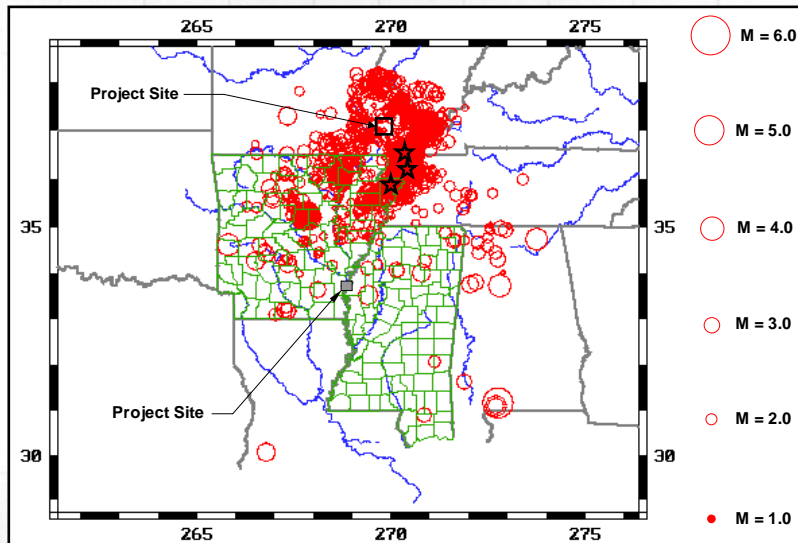 265 270 275
M = 6.0
Project Site
M = 5.0
35 35
M = 4.0
M = 3.0
Project Site
M = 2.0
30 30
M = 1.0
265 270 275